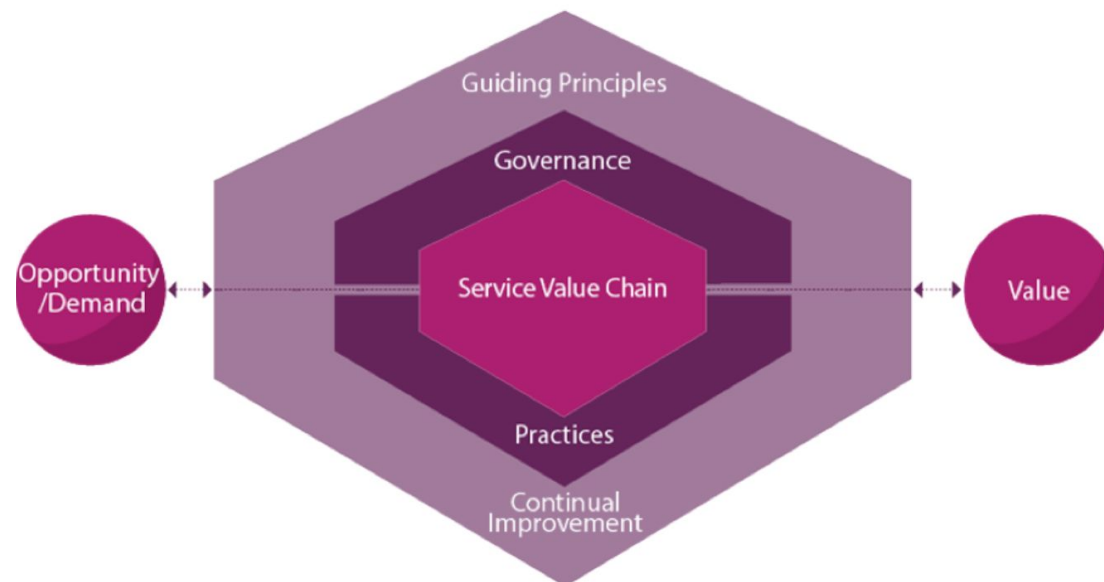 Guiding Principles
Governance
Opportunity
/Demand
Service Value Chain
Value
Practices
Continual
Improvement